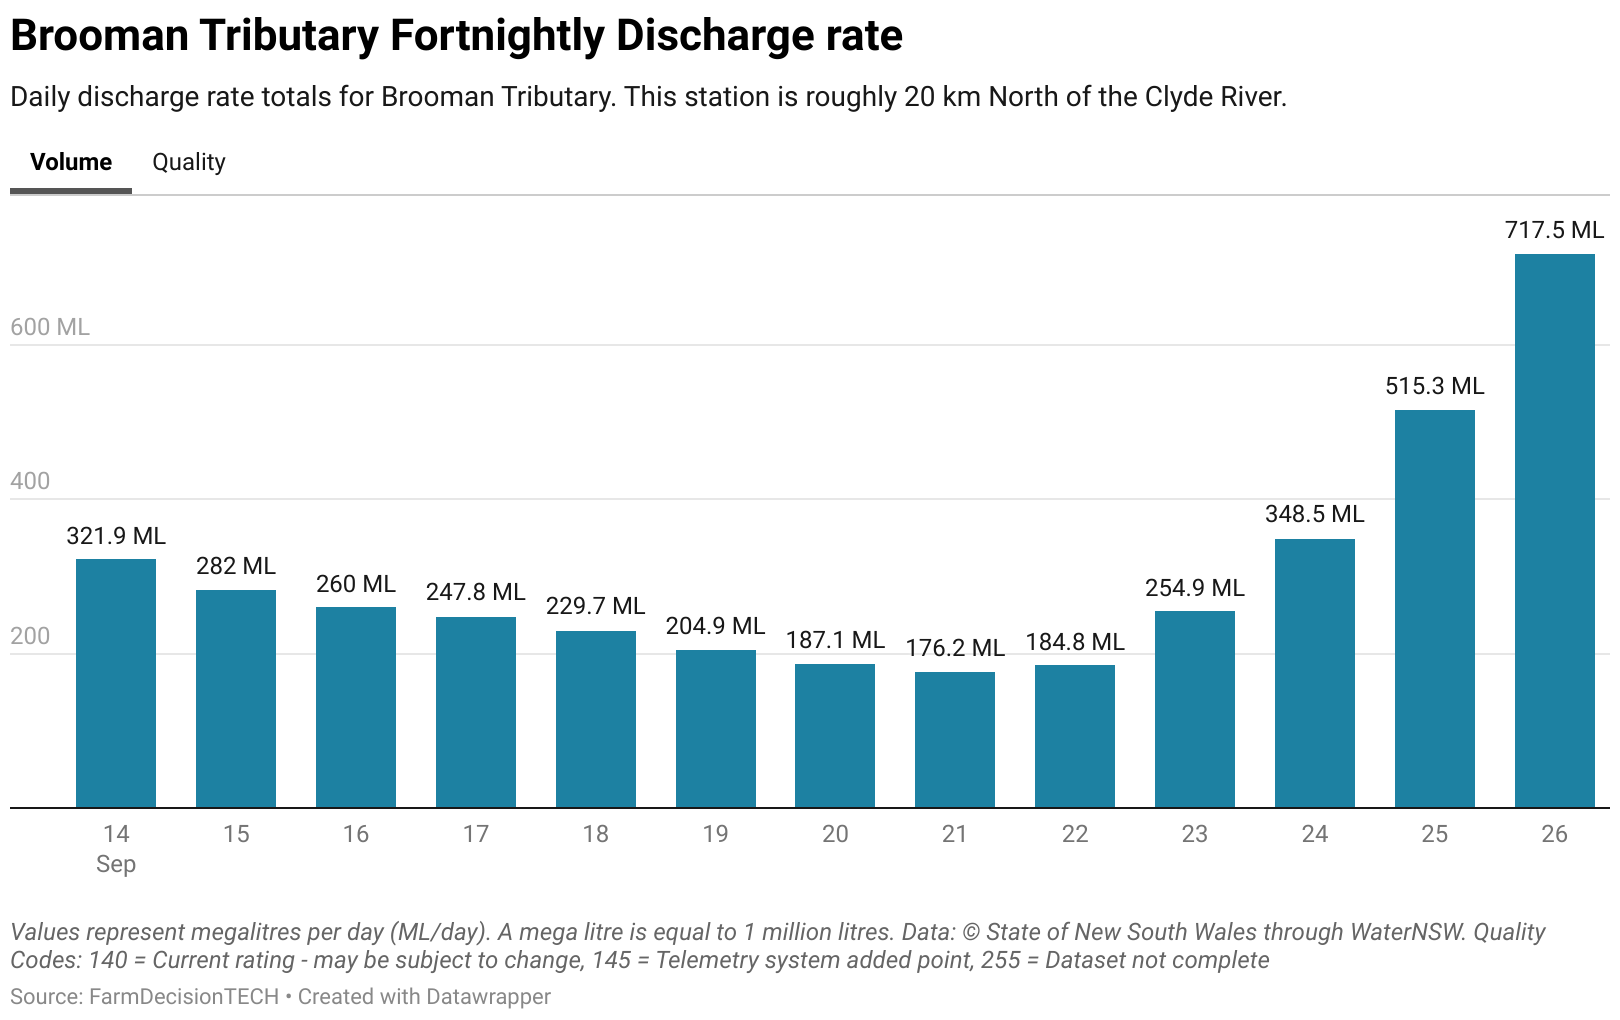 Brooman Tributary Fortnightly Discharge rate
Daily discharge rate totals for Brooman Tributary. This station is roughly 20 km North of the Clyde River.
Volume Quality
717.5 ML
600 ML
515.3 ML
400
348.5 ML
321.9 ML
282 ML
260 ML
247.8 ML
229.7 ML
204.9 ML
187.1 ML
176.2 ML
184.8 ML
254.9 ML
200
14 15 16 17 18 19 20 21 22 23 24 25 26
Sep
Values represent megalitres per day (ML/day). A mega litre is equal to 1 million litres. Data: © State of New South Wales through WaterNSW. Quality
Codes: 140 = Current rating - may be subject to change, 145 = Telemetry system added point, 255 = Dataset not complete
Source: FarmDecisionTECH • Created with Datawrapper